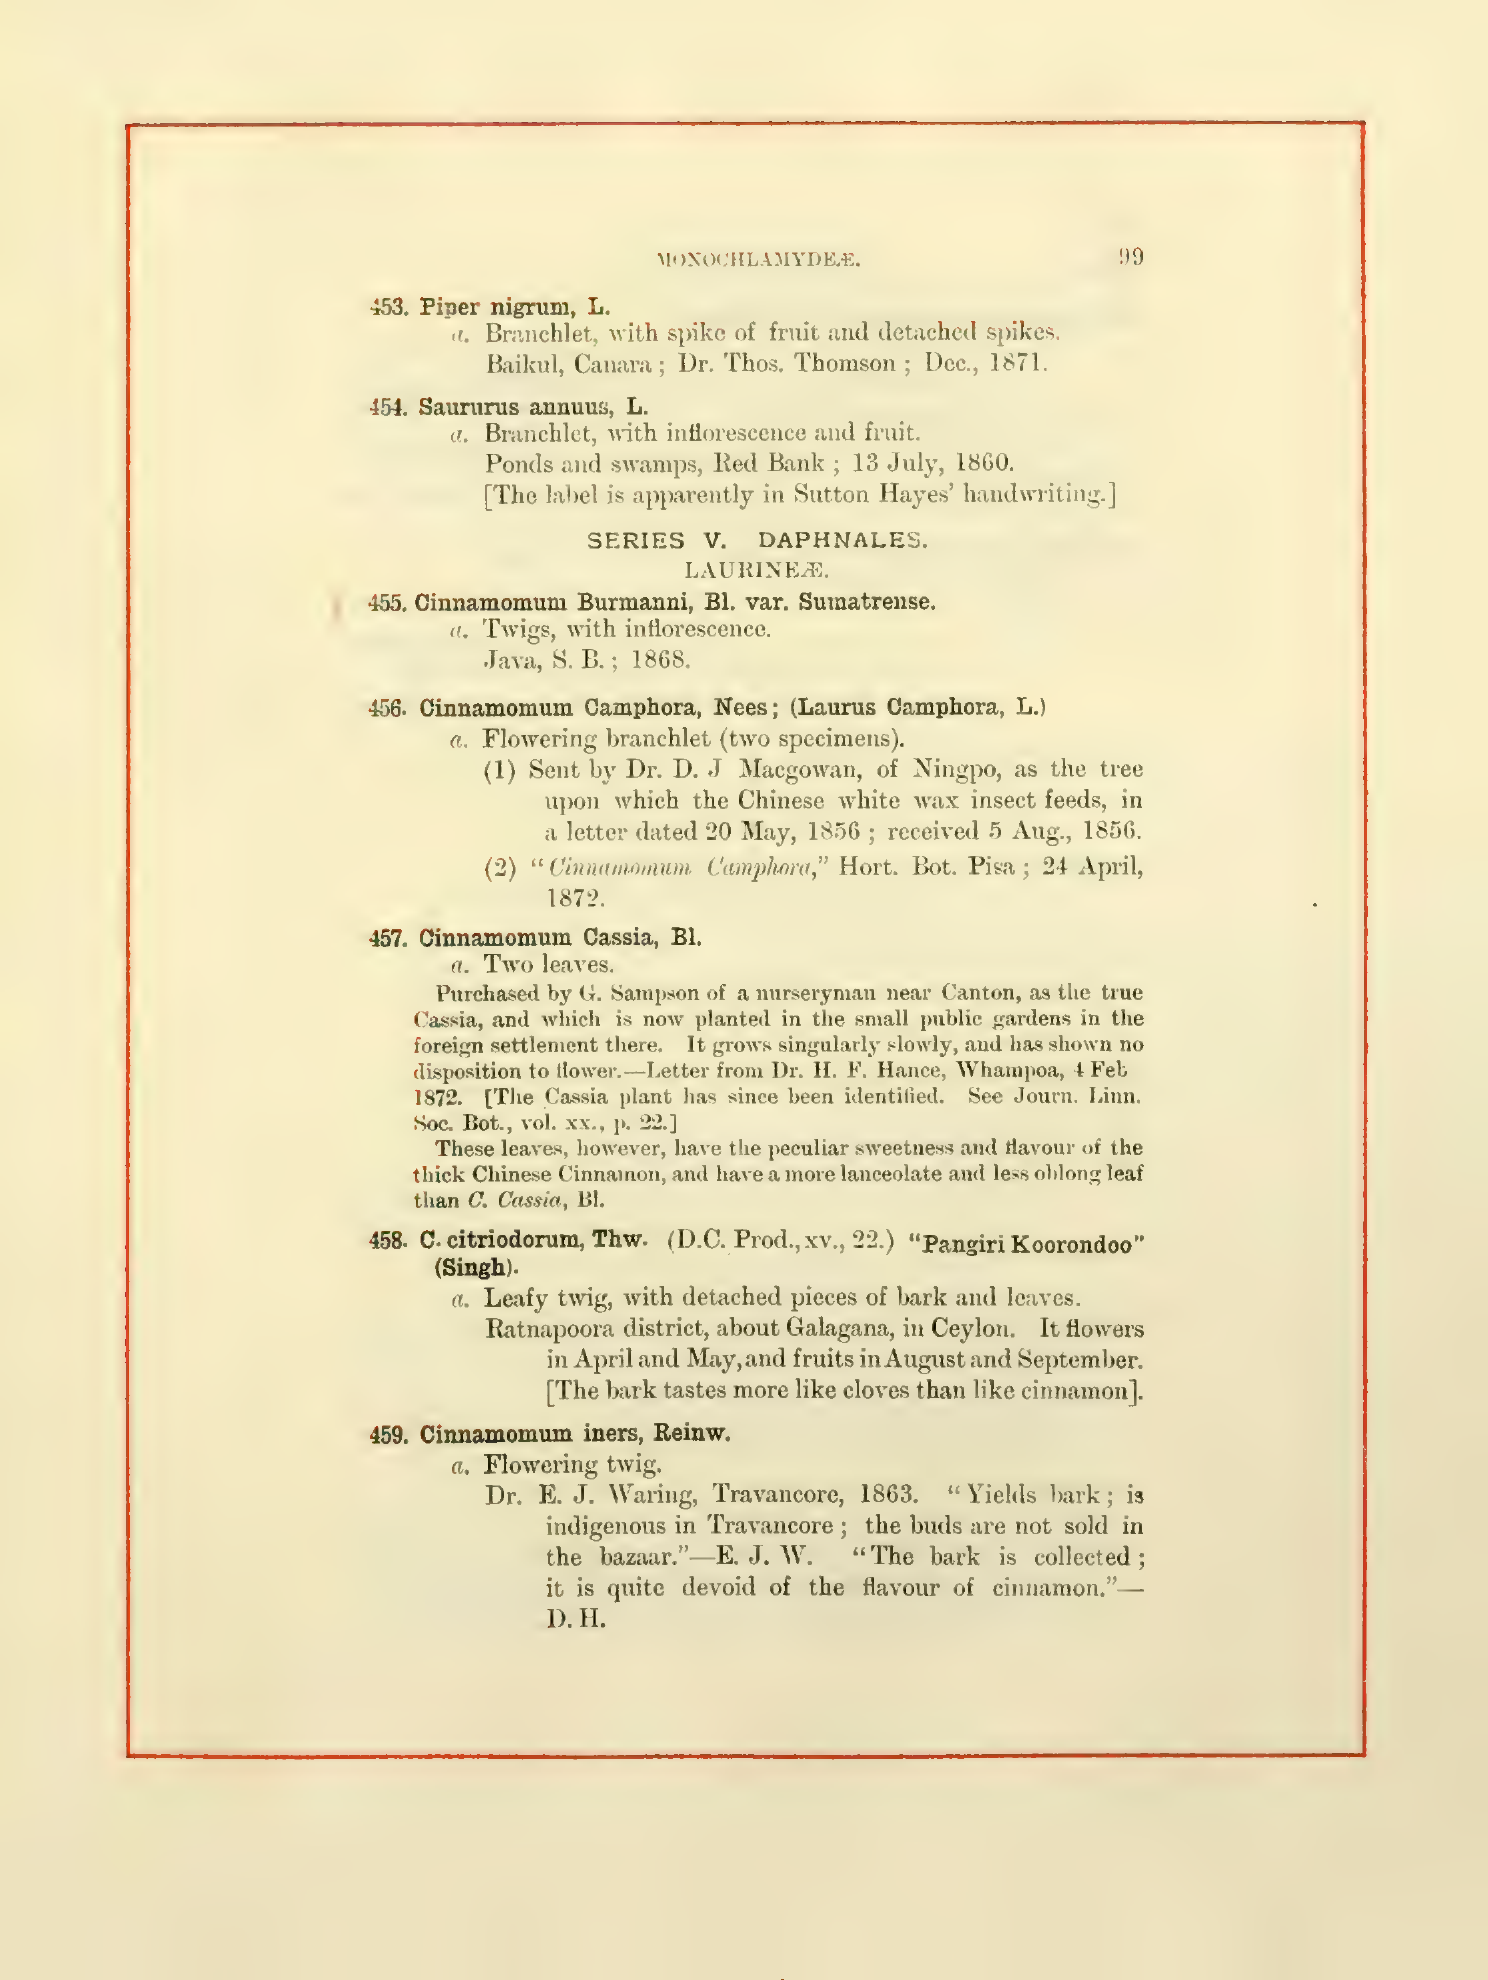 MONOCHLAMYDEÆ. 99
453. Piper nigrum, L.
a. Branchlet, with spike of fruit and detached spikes.
Baikul, Canara ; Dr. Thos. Thomson ; Dec., 1871.
454. Saururus annuus, L.
a. Branchlet, with inflorescence and fruit.
Ponds and swamps, Red Bank ; 13 July, 1860.
[The label is apparently in Sutton Hayes’ handwriting.]
SERIES V. DAPHNALES.
LAURINEÆ.
455. Cinnamomum Burmanni, Bl. var. Sumatrense.
a. Twigs, with inflorescence.
Java, S. B. ; 1868.
456. Cinnamomum Camphora, Nees ; (Laurus Camphora, L.)
a. Flowering branchlet (two specimens).
(1) Sent by Dr. D. J Macgowan, of Ningpo, as the tree
upon which the Chinese white wax insect feeds, in
a letter dated 20 May, 1856 ; received 5 Aug., 1856.
(2) “Cinnamomum Camphora,” Hort. Bot. Pisa ; 24 April,
1872.
457. Cinnamomum Cassia, Bl.
a. Two leaves.
Purchased by G. Sampson of a nurseryman near Canton, as the true
Cassia, and which is now planted in the small public gardens in the
foreign settlement there. It grows singularly slowly, and has shown no
disposition to flower.—Letter from Dr. H. F. Hance, Whampoa, 4 Feb
1872. [The Cassia plant has since been identified. See Journ. Linn.
Soc. Bot., vol. xx., p. 22.]
These leaves, however, have the peculiar sweetness and flavour of the
thick Chinese Cinnamon, and have a more lanceolate and less oblong leaf
than C. Cassia, Bl.
458. C. citriodorum, Thw. (D.C. Prod., xv., 22.) “Pangiri Koorondoo”
(Singh).
a. Leafy twig, with detached pieces of bark and leaves.
Ratnapoora district, about Galagana, in Ceylon. It flowers
in April and May, and fruits in August and September.
[The bark tastes more like cloves than like cinnamon].
459. Cinnamomum iners, Reinw.
a. Flowering twig.
Dr. E. J. Waring, Travancore, 1863. “Yields bark ; is
indigenous in Travancore ; the buds are not sold in
the bazaar.”—E. J. W. “The bark is collected ;
it is quite devoid of the flavour of cinnamon.”—
D. H.